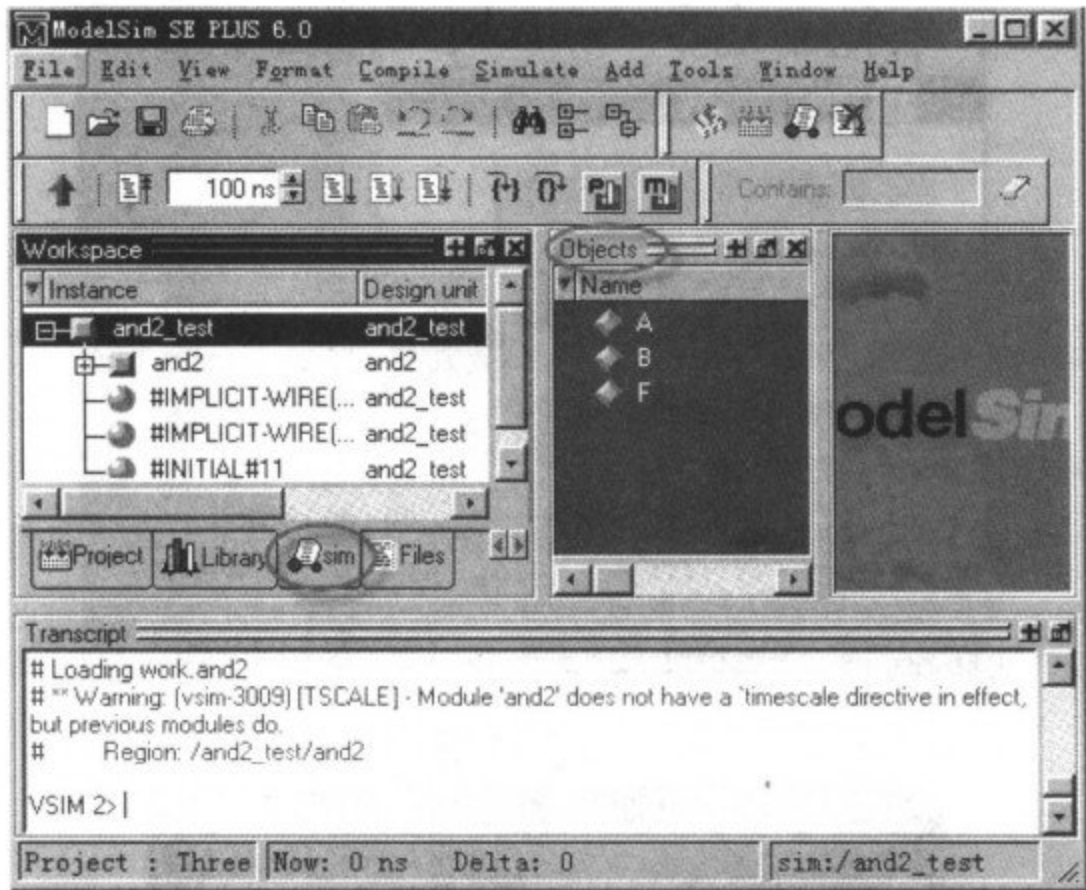 ModelSim SE PLUS 6.0
File Edit View Format Compile Simulate Add Tools Window Help
100 ns
Contains:
Workspace
Instance Design unit
and2_test and2_test
and2 and2
#IMPLICIT-WIRE(... and2_test
#IMPLICIT-WIRE(... and2_test
#INITIAL#11 and2_test
Project Library sim Files
Objects
Name
A
B
F
odelSim
Transcript
# Loading work.and2
# ** Warning: (vsim-3009) [TSCALE] - Module 'and2' does not have a `timescale directive in effect,
but previous modules do.
# Region: /and2_test/and2
VSIM 2>
Project : Three Now: 0 ns Delta: 0 sim:/and2_test